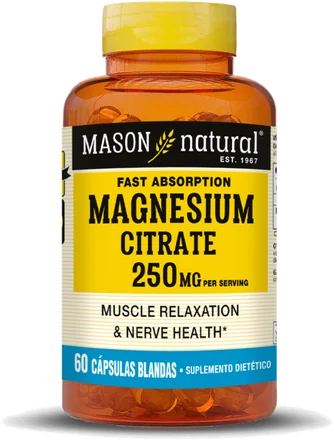 MASON natural®
EST. 1967
FAST ABSORPTION
MAGNESIUM
CITRATE
250MG PER SERVING
MUSCLE RELAXATION
& NERVE HEALTH*
60 CÁPSULAS BLANDAS • SUPLEMENTO DIETÉTICO